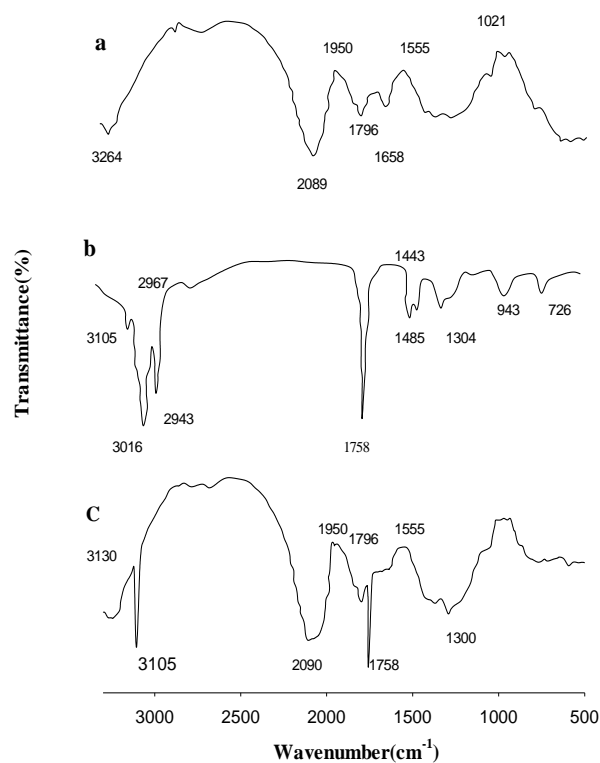 1021
1950 1555
a
1796
3264 1658
2089
b
1443
2967
3105 943 726
1485 1304
2943
3016 1758
Transmittance(%)
C
1950 1796 1555
3130
1300
3105 2090 1758
3000 2500 2000 1500 1000 500
Wavenumber(cm⁻¹)